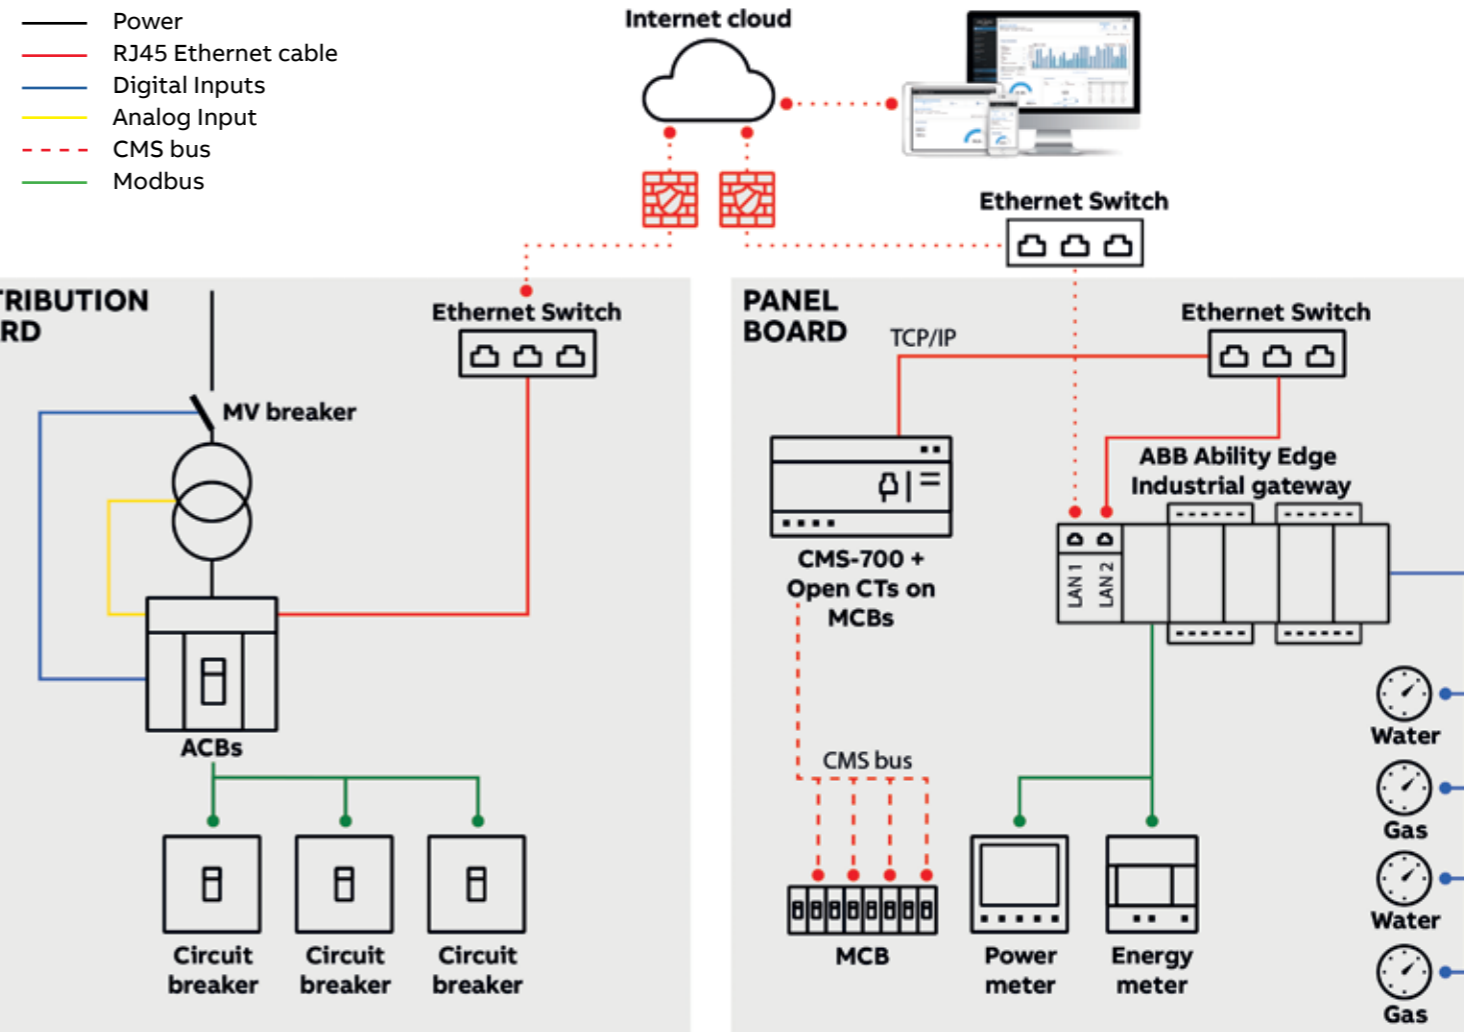 Power
RJ45 Ethernet cable
Digital Inputs
Analog Input
CMS bus
Modbus
Internet cloud
Ethernet Switch
TRIBUTION
RD
Ethernet Switch
MV breaker
ACBs
Circuit
breaker
Circuit
breaker
Circuit
breaker
PANEL
BOARD
TCP/IP
Ethernet Switch
ABB Ability Edge
Industrial gateway
LAN 1
LAN 2
CMS-700 +
Open CTs on
MCBs
CMS bus
MCB
Power
meter
Energy
meter
Water
Gas
Water
Gas